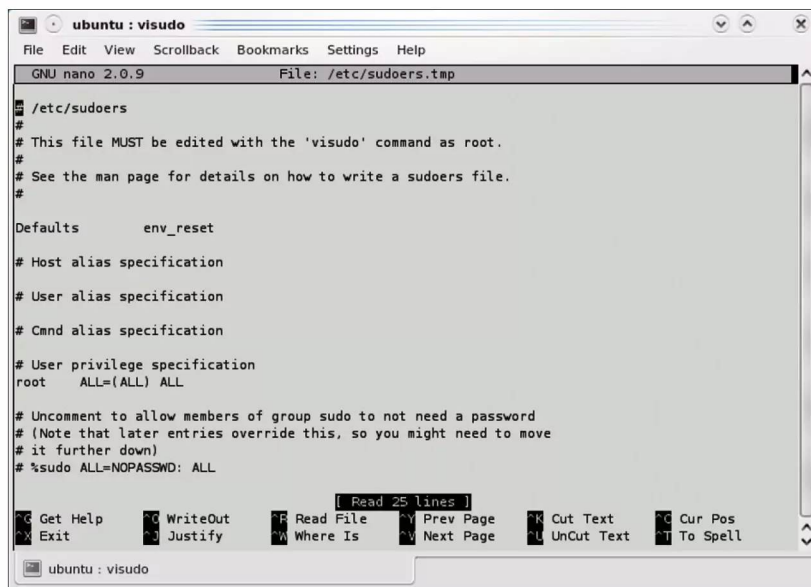 ubuntu : visudo
File Edit View Scrollback Bookmarks Settings Help
GNU nano 2.0.9 File: /etc/sudoers.tmp
# /etc/sudoers
#
# This file MUST be edited with the 'visudo' command as root.
#
# See the man page for details on how to write a sudoers file.
#
Defaults env_reset
# Host alias specification
# User alias specification
# Cmnd alias specification
# User privilege specification
root ALL=(ALL) ALL
# Uncomment to allow members of group sudo to not need a password
# (Note that later entries override this, so you might need to move
# it further down)
# %sudo ALL=NOPASSWD: ALL
[ Read 25 lines ]
^G Get Help ^O WriteOut ^R Read File ^Y Prev Page ^K Cut Text ^C Cur Pos
^X Exit ^J Justify ^W Where Is ^V Next Page ^U UnCut Text ^T To Spell
ubuntu : visudo